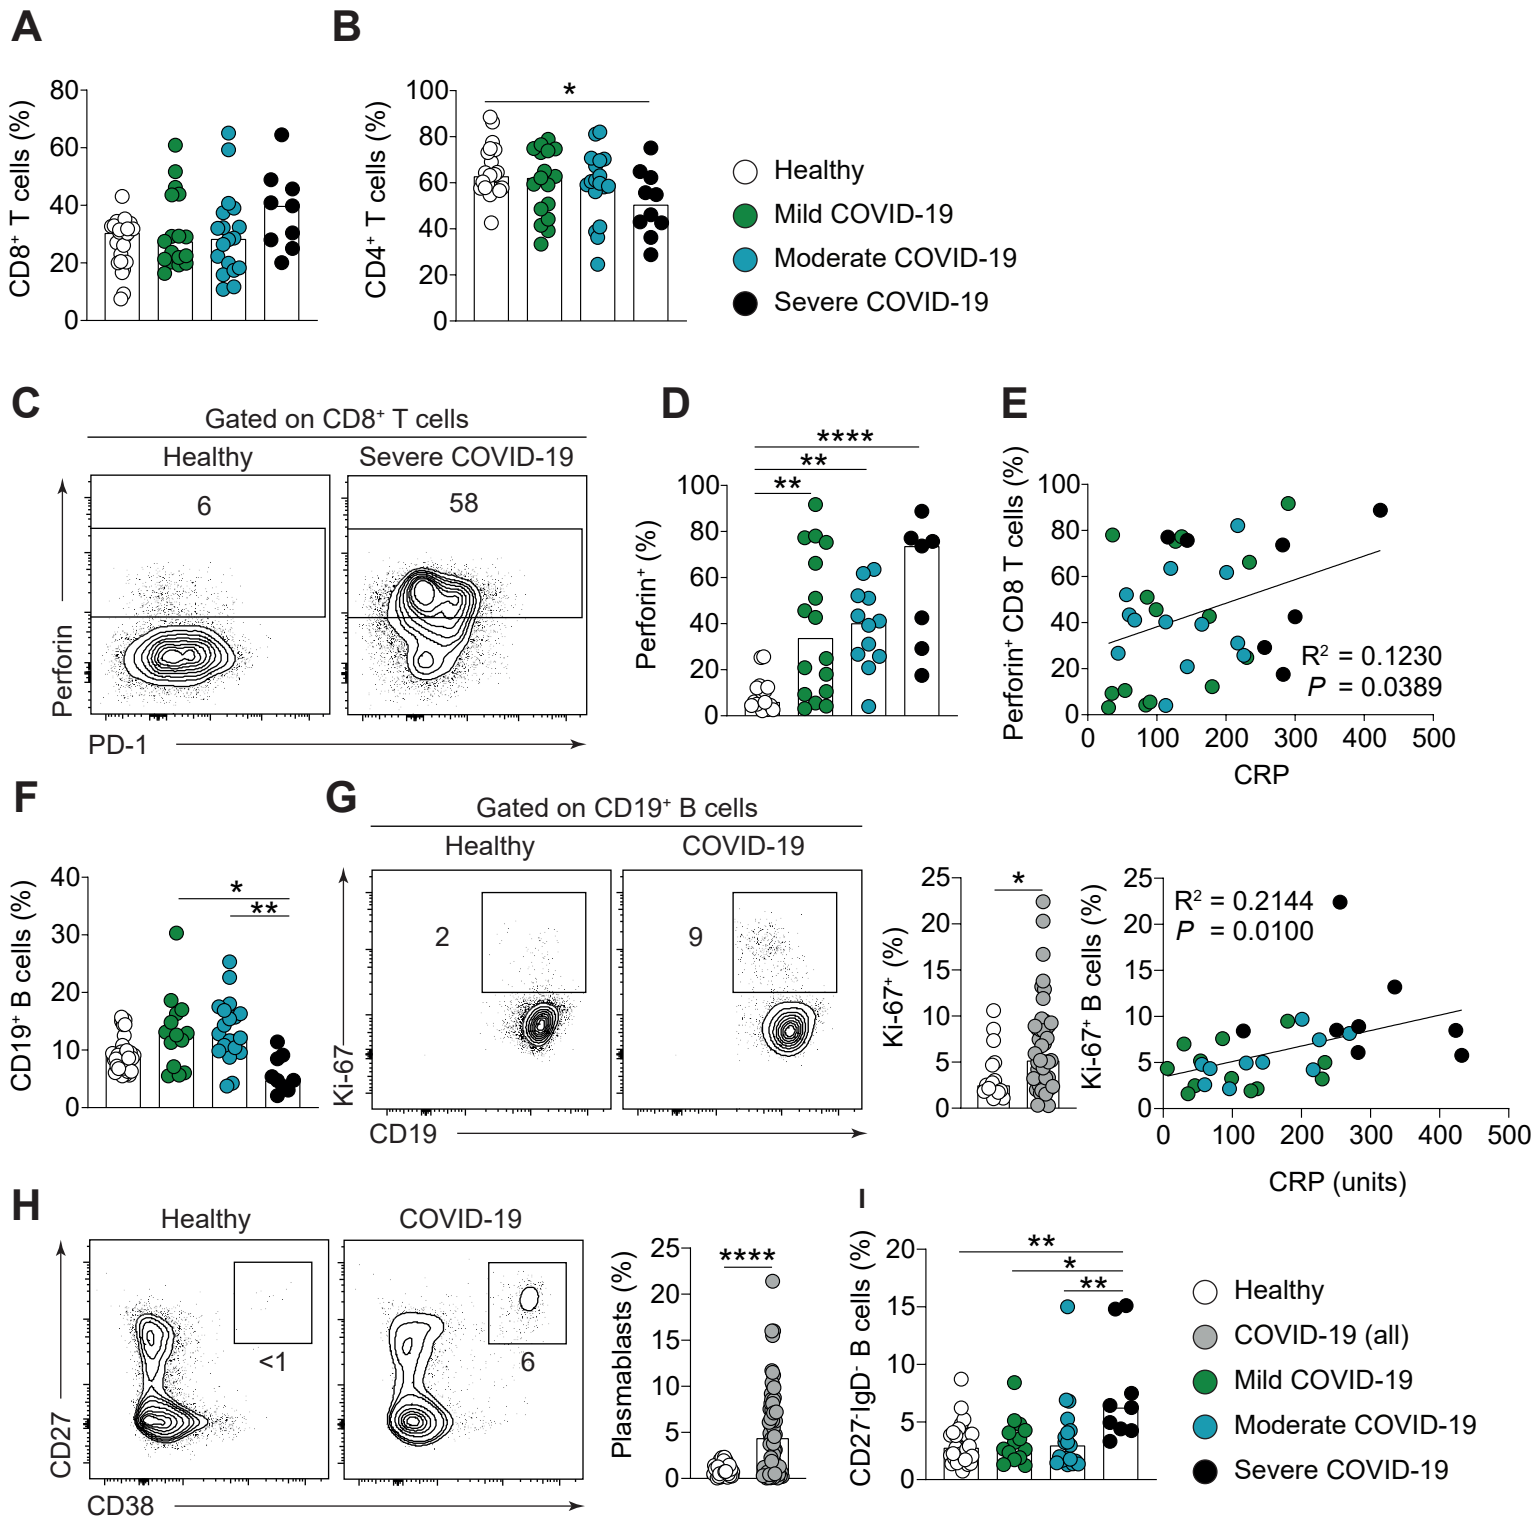 A
B
CD8⁺ T cells (%)
80
60
40
20
0
CD4⁺ T cells (%)
100
80
60
40
20
0
*
Healthy
Mild COVID-19
Moderate COVID-19
Severe COVID-19
C
Gated on CD8⁺ T cells
Healthy
Severe COVID-19
6
58
Perforin
PD-1
D
****
**
**
Perforin⁺ (%)
100
80
60
40
20
0
E
Perforin⁺ CD8 T cells (%)
100
80
60
40
20
0
R² = 0.1230
P = 0.0389
0 100 200 300 400 500
CRP
F
CD19⁺ B cells (%)
40
30
20
10
0
*
**
G
Gated on CD19⁺ B cells
Healthy
COVID-19
2
9
Ki-67
CD19
Ki-67⁺ (%)
25
20
15
10
5
0
*
Ki-67⁺ B cells (%)
25
20
15
10
5
0
R² = 0.2144
P = 0.0100
0 100 200 300 400 500
CRP (units)
H
Healthy
COVID-19
<1
6
CD27
CD38
Plasmablasts (%)
25
20
15
10
5
0
****
I
CD27⁻IgD⁻ B cells (%)
20
15
10
5
0
**
*
**
Healthy
COVID-19 (all)
Mild COVID-19
Moderate COVID-19
Severe COVID-19